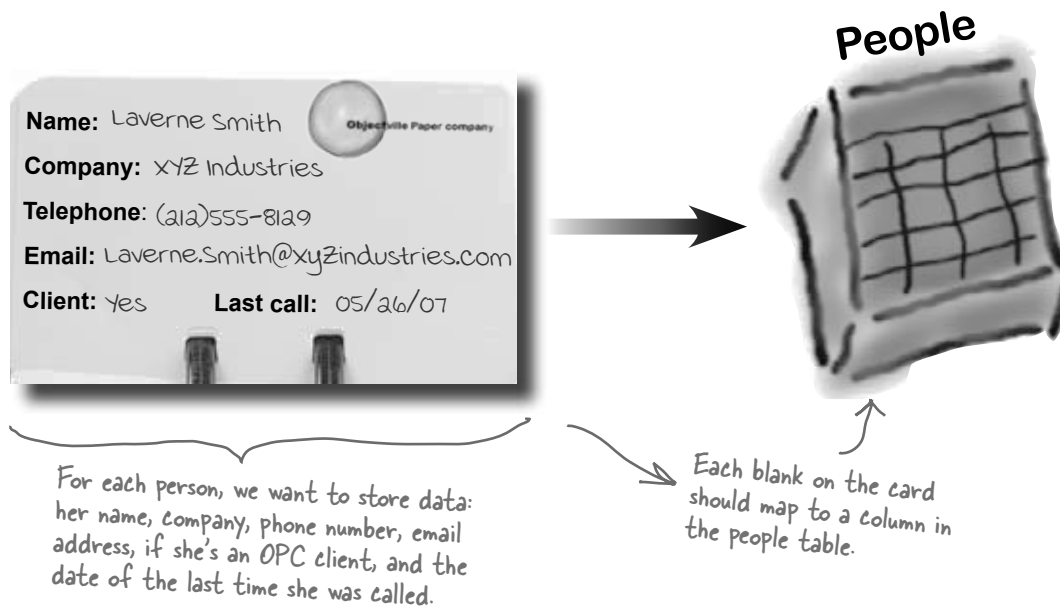 People
Name: Laverne Smith
Objectville Paper company
Company: XYZ Industries
Telephone: (212)555-8129
Email: Laverne.Smith@xyzindustries.com
Client: Yes Last call: 05/26/07
For each person, we want to store data:
her name, company, phone number, email
address, if she's an OPC client, and the
date of the last time she was called.
Each blank on the card
should map to a column in
the people table.